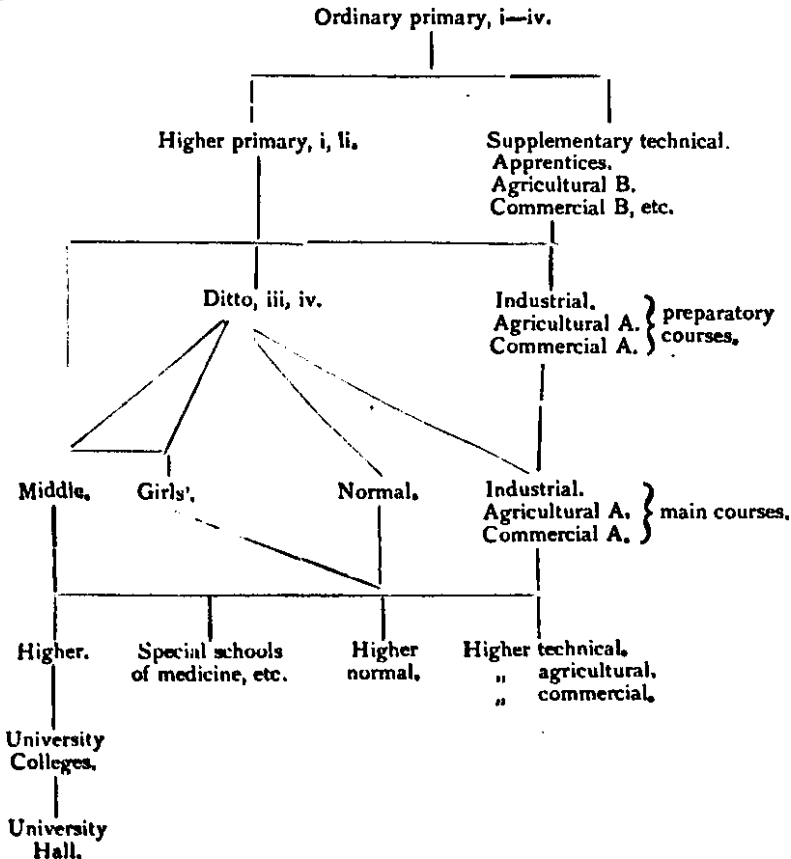 Ordinary primary, i—iv.
Higher primary, i, ii.
Supplementary technical.
Apprentices.
Agricultural B.
Commercial B, etc.
Ditto, iii, iv.
Industrial.
Agricultural A.
Commercial A.
preparatory
courses.
Middle.
Girls'.
Normal.
Industrial.
Agricultural A.
Commercial A.
main courses.
Higher.
Special schools
of medicine, etc.
Higher
normal.
Higher technical.
„ agricultural.
„ commercial.
University
Colleges.
University
Hall.